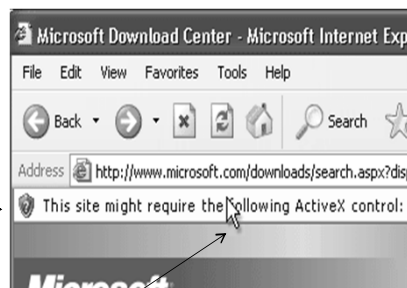 Microsoft Download Center - Microsoft Internet Exp
File Edit View Favorites Tools Help
Back Search
Address http://www.microsoft.com/downloads/search.aspx?dis
This site might require the following ActiveX control:
Microsoft